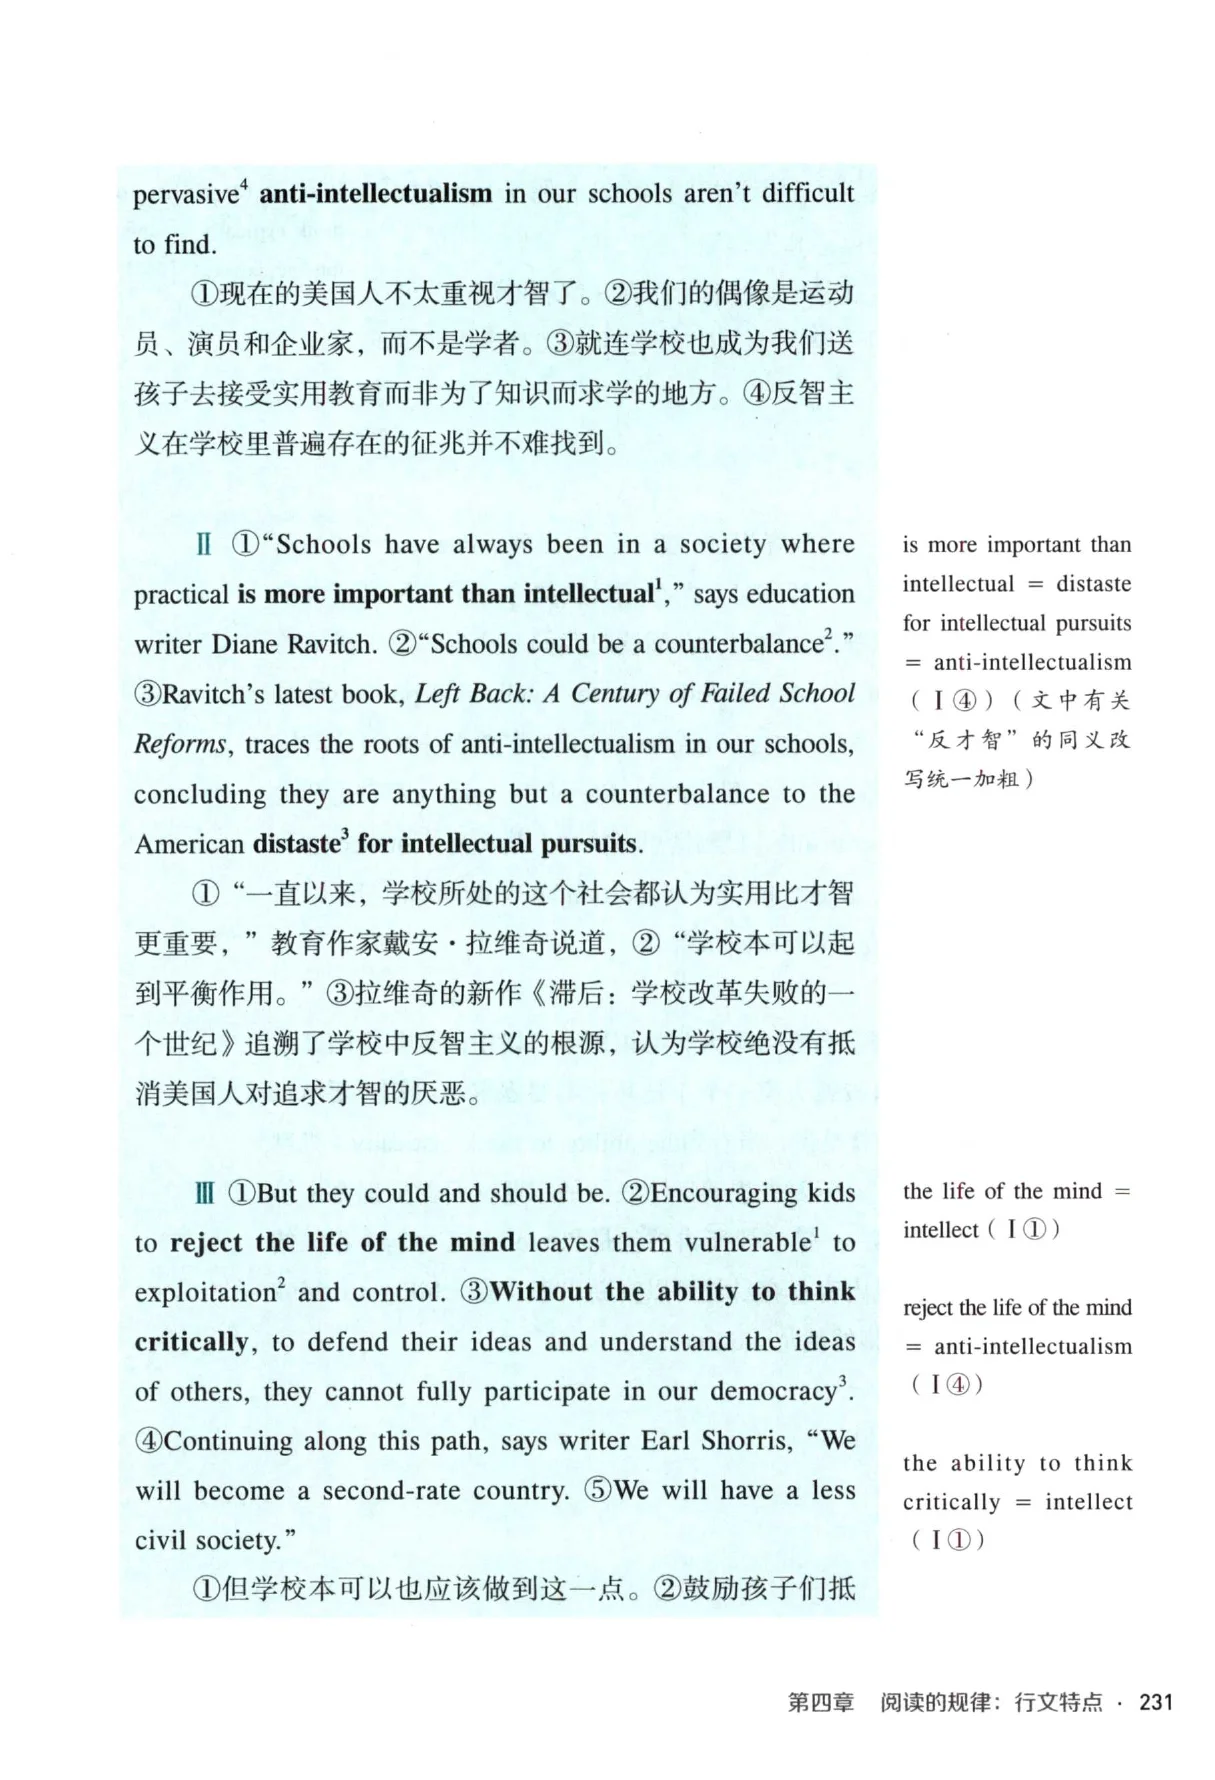 pervasive⁴ anti-intellectualism in our schools aren't difficult
to find.
①现在的美国人不太重视才智了。②我们的偶像是运动
员、演员和企业家，而不是学者。③就连学校也成为我们送
孩子去接受实用教育而非为了知识而求学的地方。④反智主
义在学校里普遍存在的征兆并不难找到。
Ⅱ ①“Schools have always been in a society where
practical is more important than intellectual¹,” says education
writer Diane Ravitch. ②“Schools could be a counterbalance².”
③Ravitch's latest book, Left Back: A Century of Failed School
Reforms, traces the roots of anti-intellectualism in our schools,
concluding they are anything but a counterbalance to the
American distaste³ for intellectual pursuits.
①“一直以来，学校所处的这个社会都认为实用比才智
更重要，”教育作家戴安·拉维奇说道，②“学校本可以起
到平衡作用。”③拉维奇的新作《滞后：学校改革失败的一
个世纪》追溯了学校中反智主义的根源，认为学校绝没有抵
消美国人对追求才智的厌恶。
is more important than
intellectual = distaste
for intellectual pursuits
= anti-intellectualism
（Ⅰ④）（文中有关
“反才智”的同义改
写统一加粗）
Ⅲ ①But they could and should be. ②Encouraging kids
to reject the life of the mind leaves them vulnerable¹ to
exploitation² and control. ③Without the ability to think
critically, to defend their ideas and understand the ideas
of others, they cannot fully participate in our democracy³.
④Continuing along this path, says writer Earl Shorris, “We
will become a second-rate country. ⑤We will have a less
civil society.”
①但学校本可以也应该做到这一点。②鼓励孩子们抵
the life of the mind =
intellect（Ⅰ①）
reject the life of the mind
= anti-intellectualism
（Ⅰ④）
the ability to think
critically = intellect
（Ⅰ①）
第四章 阅读的规律：行文特点 · 231